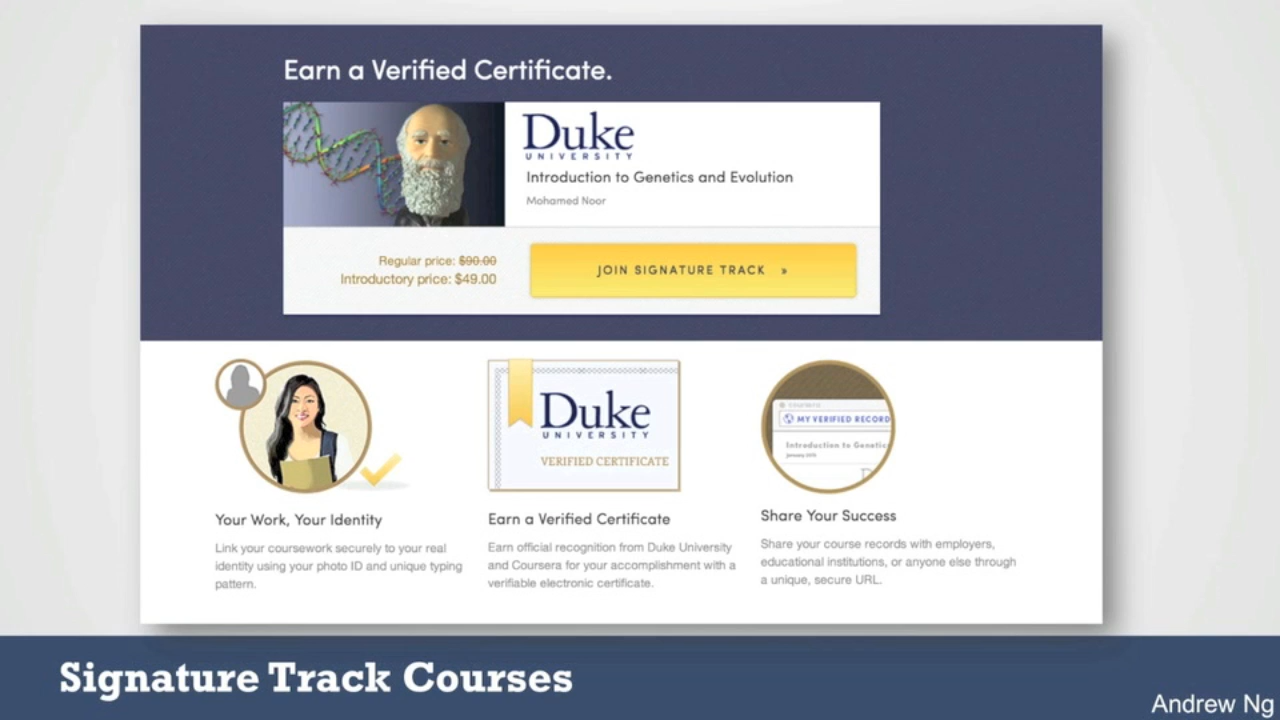 Earn a Verified Certificate.
Duke
UNIVERSITY
Introduction to Genetics and Evolution
Mohamed Noor
Regular price: $90.00
Introductory price: $49.00
JOIN SIGNATURE TRACK »
Your Work, Your Identity
Link your coursework securely to your real
identity using your photo ID and unique typing
pattern.
Duke
UNIVERSITY
VERIFIED CERTIFICATE
Earn a Verified Certificate
Earn official recognition from Duke University
and Coursera for your accomplishment with a
verifiable electronic certificate.
MY VERIFIED RECORD
Introduction to Genetics
Share Your Success
Share your course records with employers,
educational institutions, or anyone else through
a unique, secure URL.
Signature Track Courses
Andrew Ng